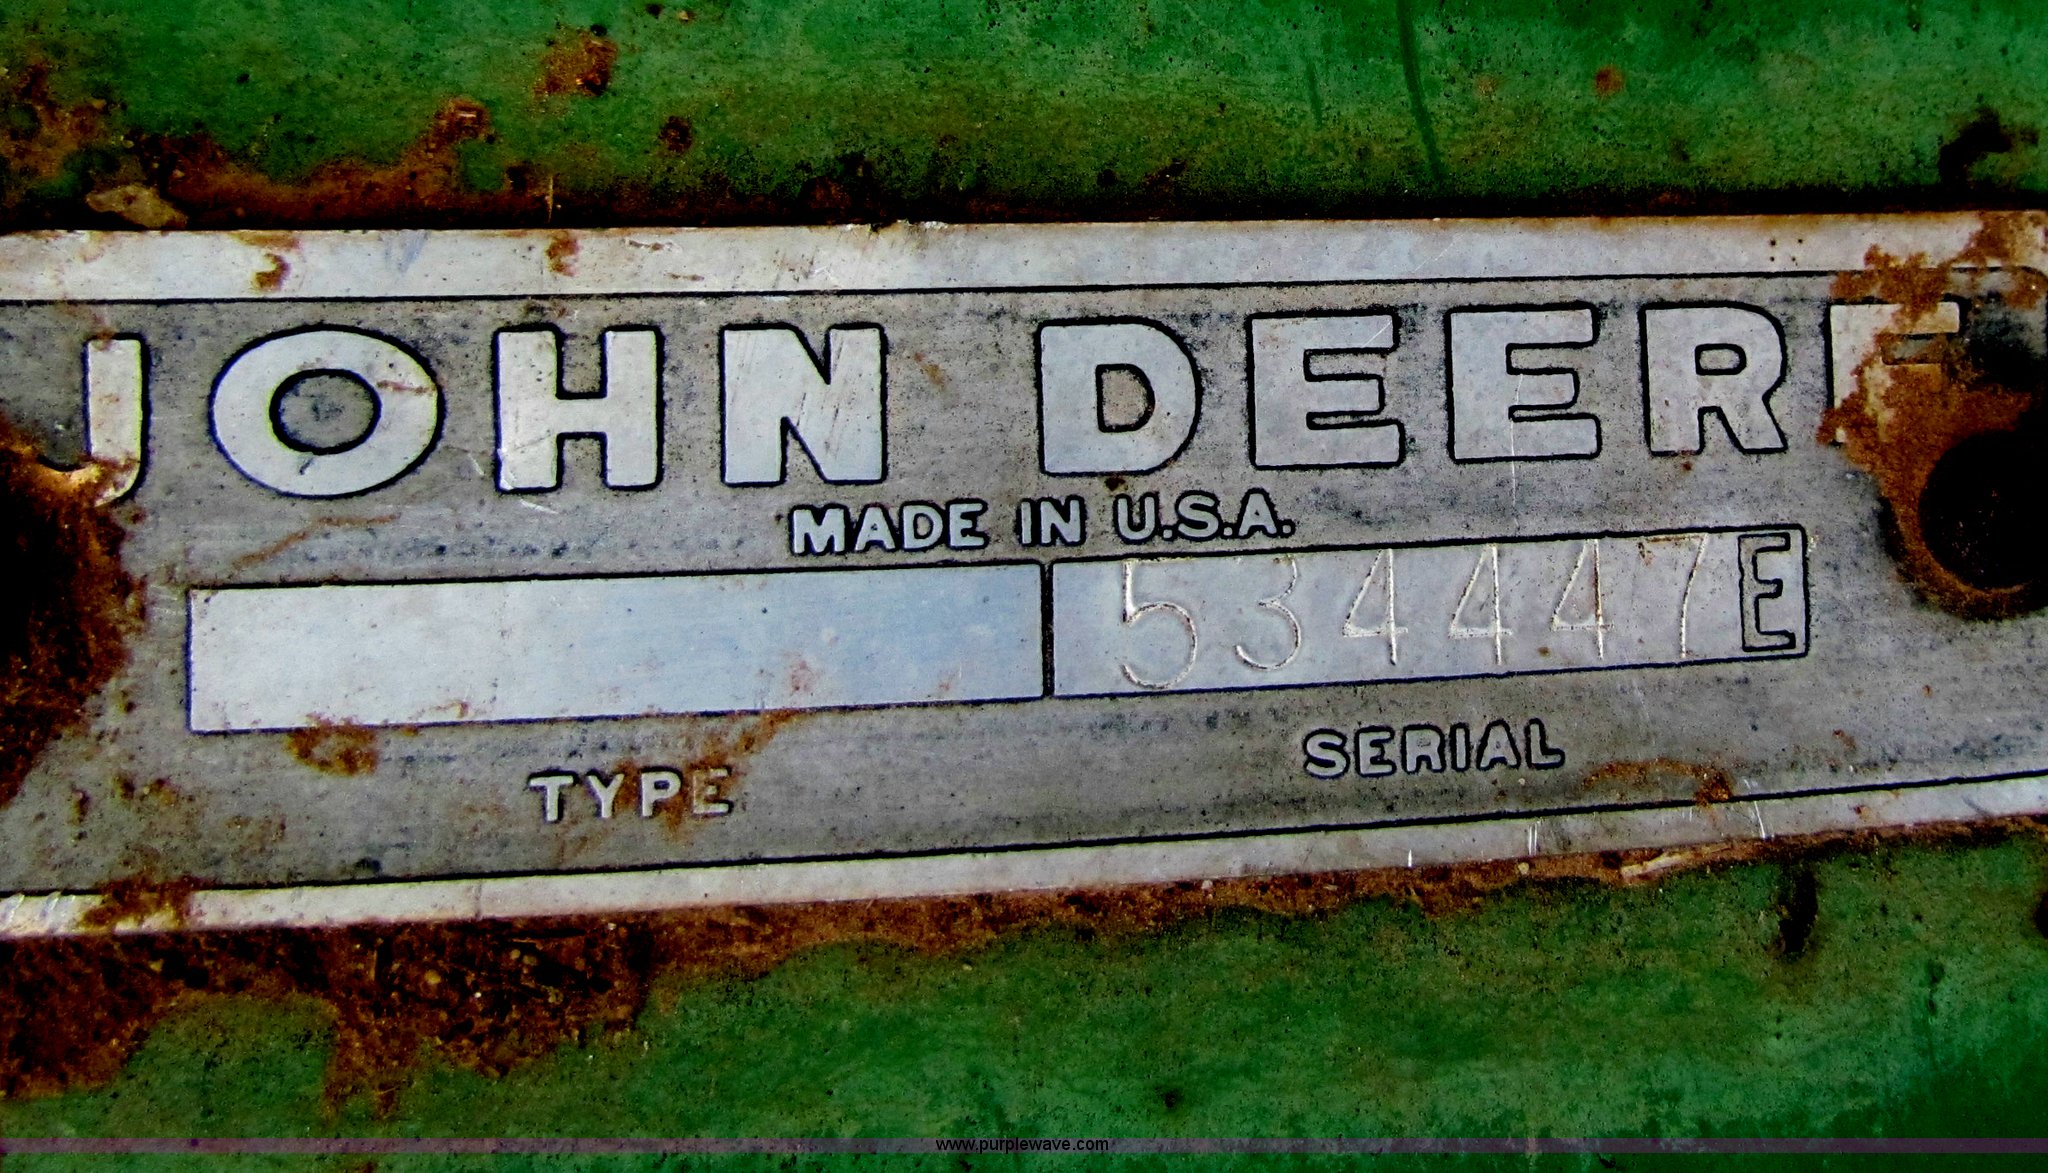 JOHN DEERE
MADE IN U.S.A.
534447E
TYPE SERIAL
www.purplewave.com